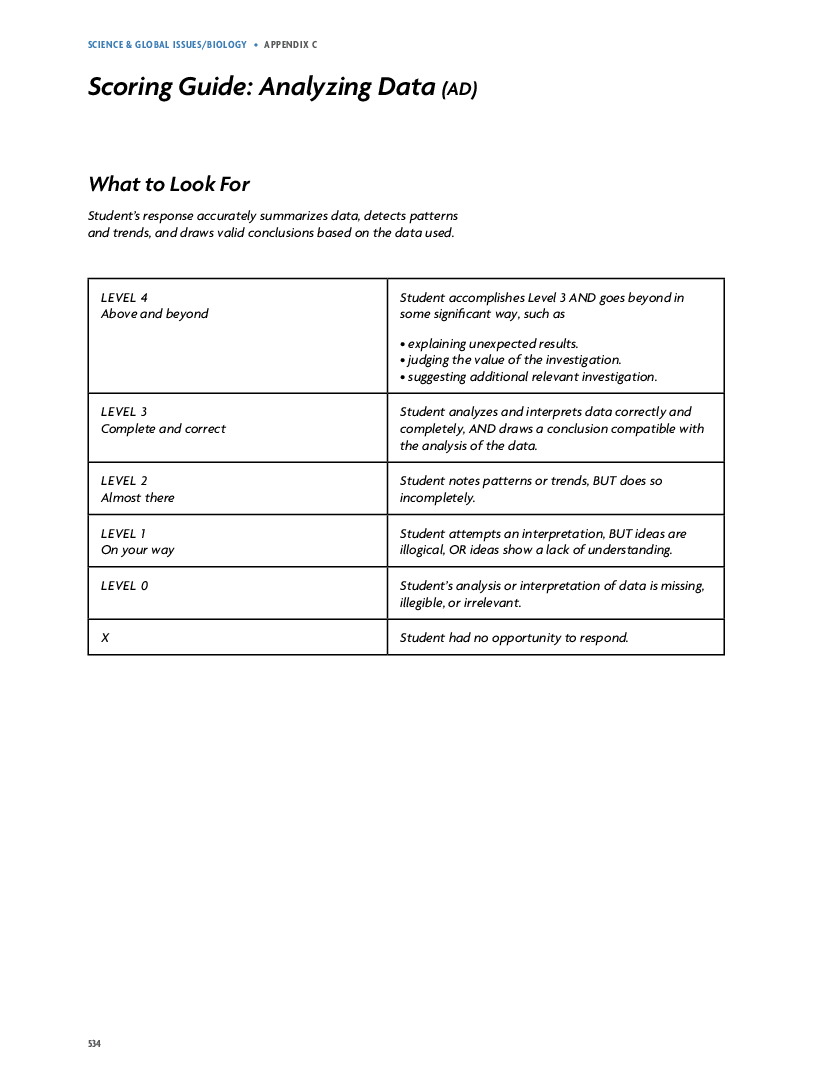 SCIENCE & GLOBAL ISSUES/BIOLOGY • APPENDIX C
Scoring Guide: Analyzing Data (AD)
What to Look For
Student's response accurately summarizes data, detects patterns
and trends, and draws valid conclusions based on the data used.
LEVEL 4
Above and beyond
Student accomplishes Level 3 AND goes beyond in
some significant way, such as
• explaining unexpected results.
• judging the value of the investigation.
• suggesting additional relevant investigation.
LEVEL 3
Complete and correct
Student analyzes and interprets data correctly and
completely, AND draws a conclusion compatible with
the analysis of the data.
LEVEL 2
Almost there
Student notes patterns or trends, BUT does so
incompletely.
LEVEL 1
On your way
Student attempts an interpretation, BUT ideas are
illogical, OR ideas show a lack of understanding.
LEVEL 0
Student's analysis or interpretation of data is missing,
illegible, or irrelevant.
X
Student had no opportunity to respond.
534